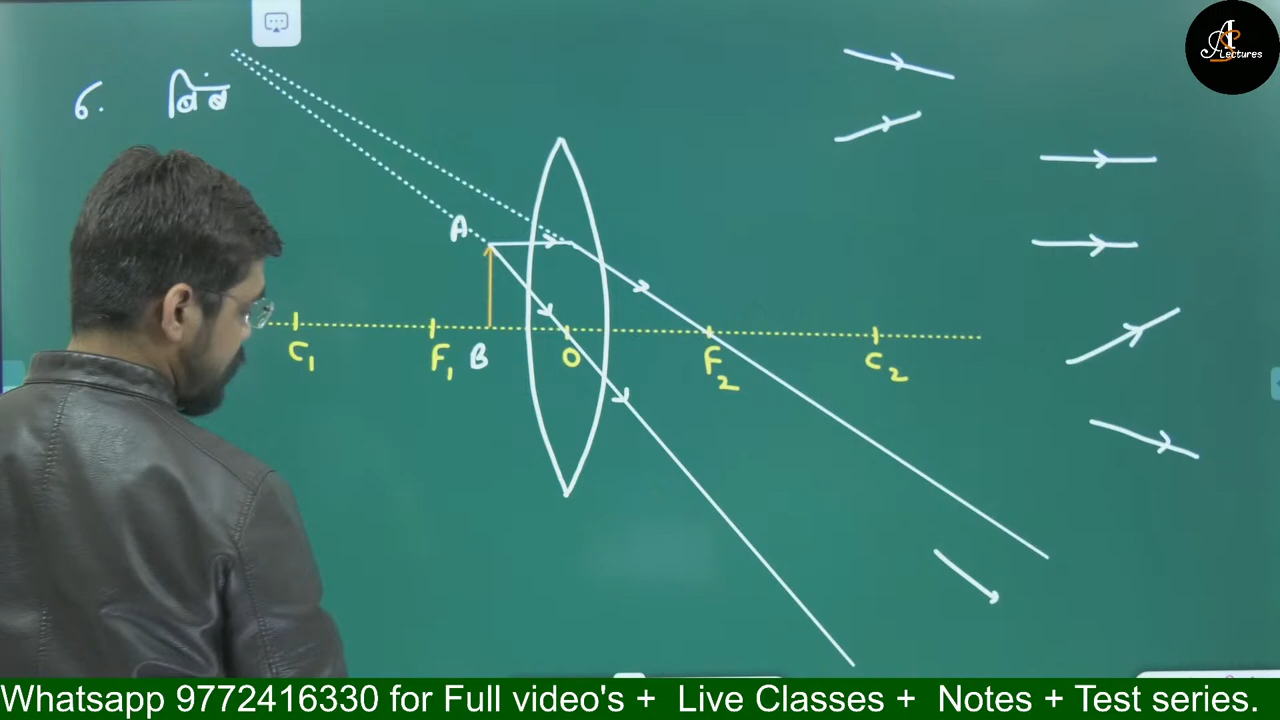 A
Lectures
6.
A
C₁ F₁ B O F₂ C₂
Whatsapp 9772416330 for Full video's + Live Classes + Notes + Test series.